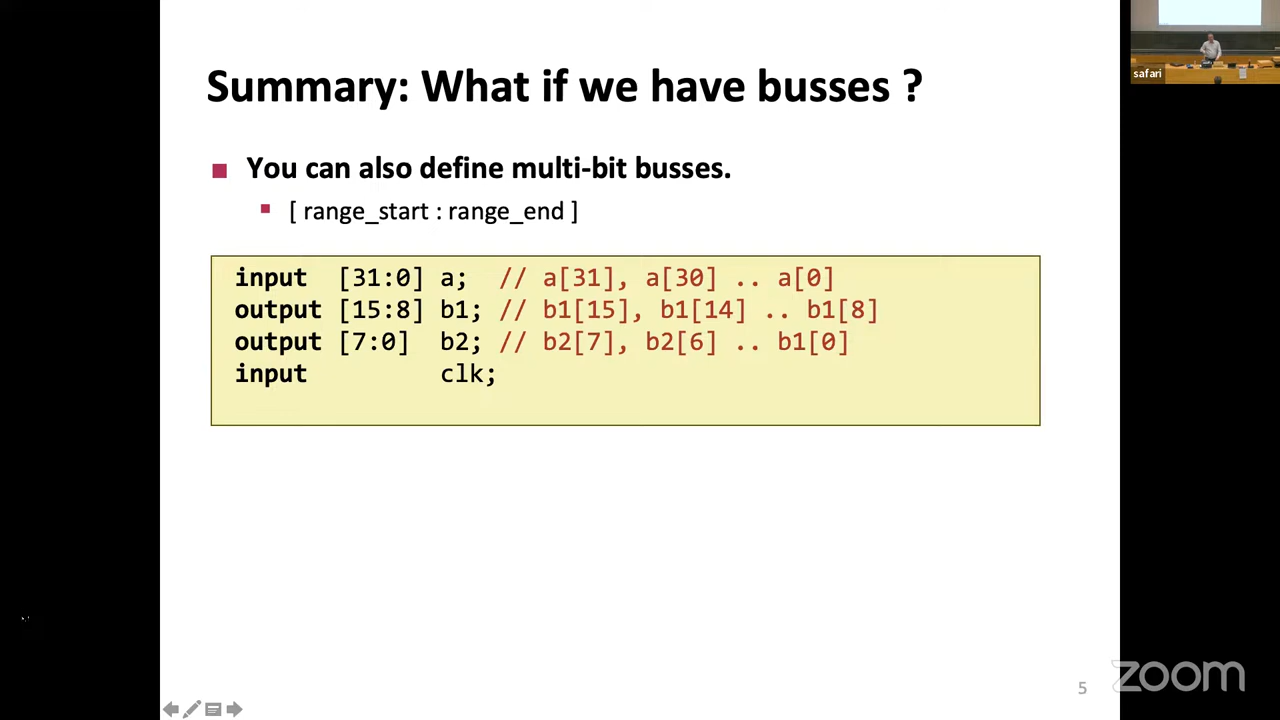 Summary: What if we have busses ?
safari
You can also define multi-bit busses.
[ range_start : range_end ]
input [31:0] a; // a[31], a[30] .. a[0]
output [15:8] b1; // b1[15], b1[14] .. b1[8]
output [7:0] b2; // b2[7], b2[6] .. b1[0]
input clk;
5
zoom